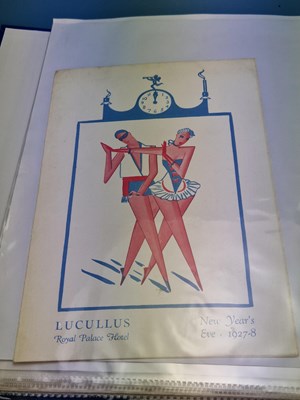 LUCULLUS
Royal Palace Hotel
New Year's
Eve - 1927-8